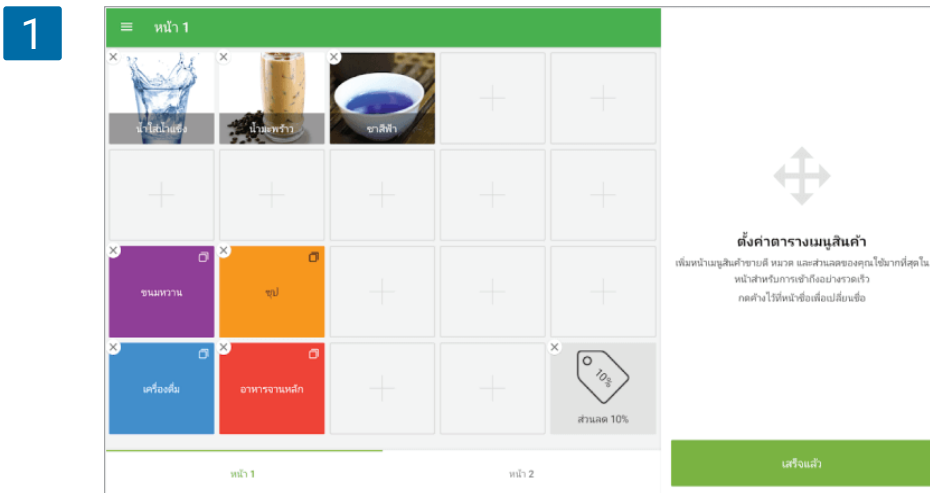 1
หน้า 1
น้ำใส่น้ำแข็ง
น้ำมะพร้าว
ชาสีฟ้า
ขนมหวาน
ซุป
เครื่องดื่ม
อาหารจานหลัก
10%
ส่วนลด 10%
หน้า 1
หน้า 2
ตั้งค่าตารางเมนูสินค้า
เพิ่มหน้าเมนูสินค้าขายดี หมวด และส่วนลดของคุณใช้มากที่สุดใน
หน้าสำหรับการเข้าถึงอย่างรวดเร็ว
กดค้างไว้ที่หน้าชื่อเพื่อเปลี่ยนชื่อ
เสร็จแล้ว